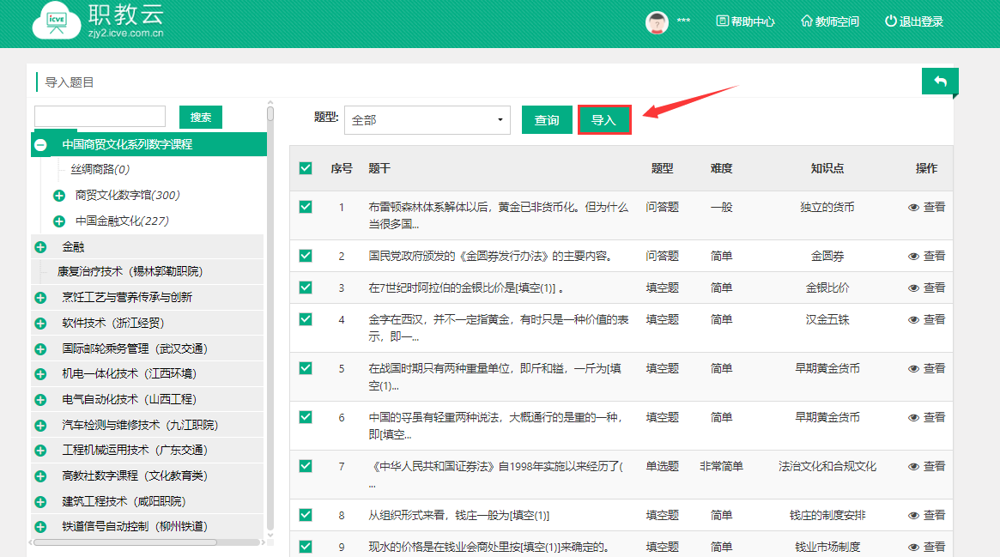 icve
职教云
zjy2.icve.com.cn
*** 帮助中心 教师空间 退出登录
导入题目
搜索
题型: 全部 查询 导入
中国商贸文化系列数字课程
丝绸商路(0)
商贸文化数字馆(300)
中国金融文化(227)
金融
康复治疗技术（锡林郭勒职院）
烹饪工艺与营养传承与创新
软件技术（浙江经贸）
国际邮轮乘务管理（武汉交通）
机电一体化技术（江西环境）
电气自动化技术（山西工程）
汽车检测与维修技术（九江职院）
工程机械运用技术（广东交通）
高教社数字课程（文化教育类）
建筑工程技术（咸阳职院）
铁道信号自动控制（柳州铁道）
序号 题干 题型 难度 知识点 操作
1 布雷顿森林体系解体以后，黄金已非货币化。但为什么 问答题 一般 独立的货币 查看
当很多国...
2 国民党政府颁发的《金圆券发行办法》的主要内容。 问答题 简单 金圆券 查看
3 在7世纪时阿拉伯的金银比价是[填空(1)] 。 填空题 简单 金银比价 查看
4 金字在西汉，并不一定指黄金，有时只是一种价值的表 填空题 简单 汉金五铢 查看
示，即一...
5 在战国时期只有两种重量单位，即斤和镒，一斤为[填 填空题 简单 早期黄金货币 查看
空(1)...
6 中国的寽虽有轻重两种说法，大概通行的是重的一种， 填空题 简单 早期黄金货币 查看
即[填空...
7 《中华人民共和国证券法》自1998年实施以来经历了( 单选题 非常简单 法治文化和合规文化 查看
...
8 从组织形式来看，钱庄一般为[填空(1)] 填空题 简单 钱庄的制度安排 查看
9 现水的价格是在钱业会商处里按[填空(1)]来确定的。 填空题 简单 钱业市场制度 查看